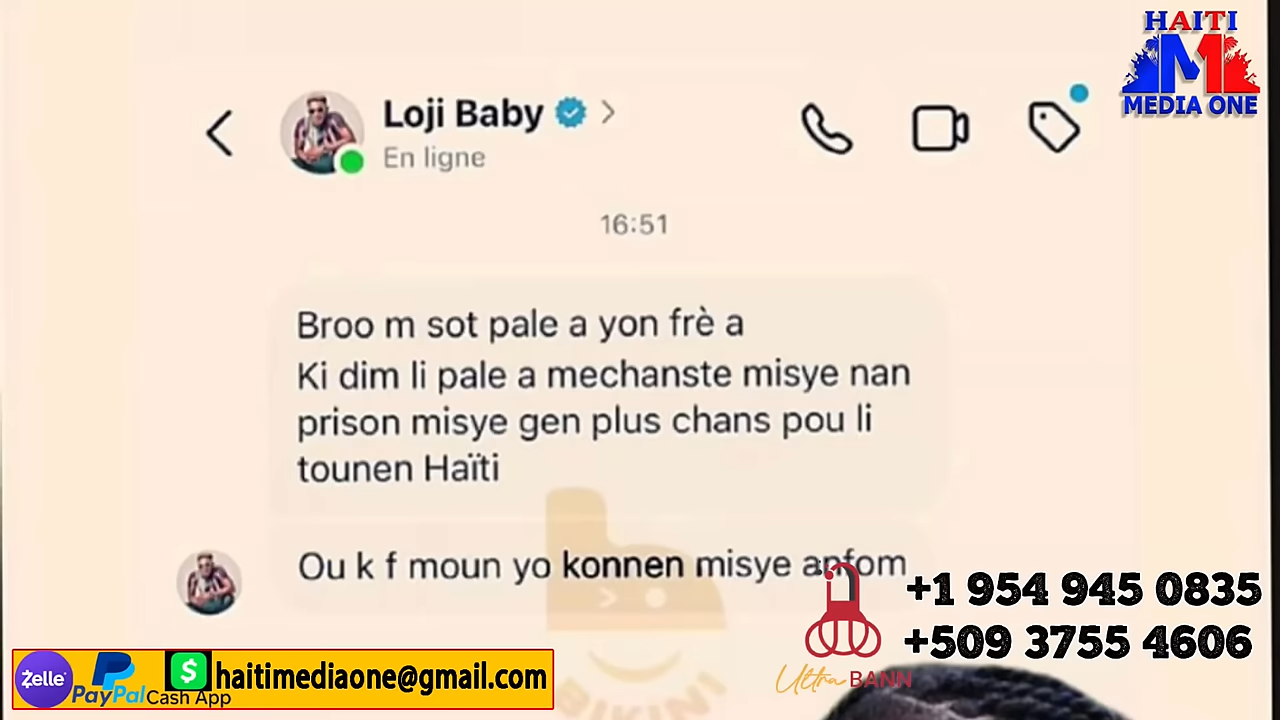 HAITI
M
MEDIA ONE
Loji Baby
En ligne
16:51
Broo m sot pale a yon frè a
Ki dim li pale a mechanste misye nan
prison misye gen plus chans pou li
tounen Haïti
Ou k f moun yo konnen misye anfom
+1 954 945 0835
+509 3755 4606
Zelle
PayPal
$
Cash App
haitimediaone@gmail.com
Ultra BANN
BIKINI